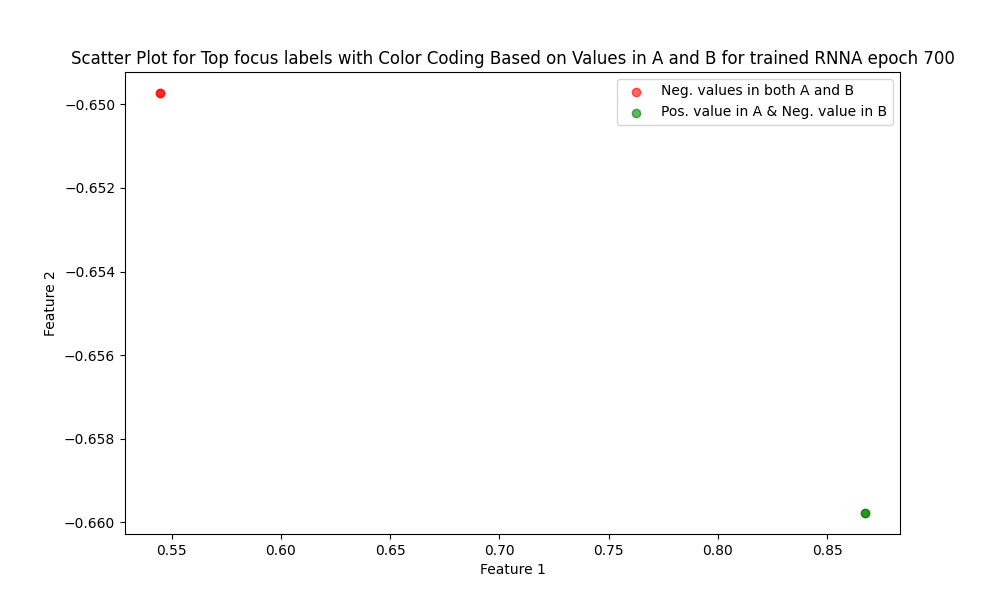 Scatter Plot for Top focus labels with Color Coding Based on Values in A and B for trained RNNA epoch 700
Neg. values in both A and B
Pos. value in A & Neg. value in B
−0.650
−0.652
−0.654
−0.656
−0.658
−0.660
Feature 2
0.55 0.60 0.65 0.70 0.75 0.80 0.85
Feature 1